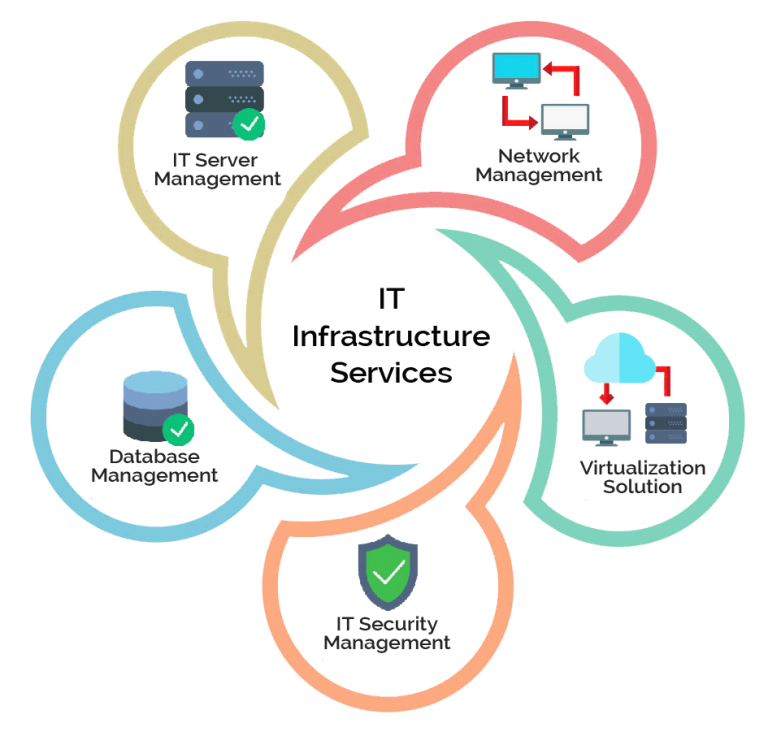 IT Server
Management
Network
Management
IT
Infrastructure
Services
Database
Management
Virtualization
Solution
IT Security
Management